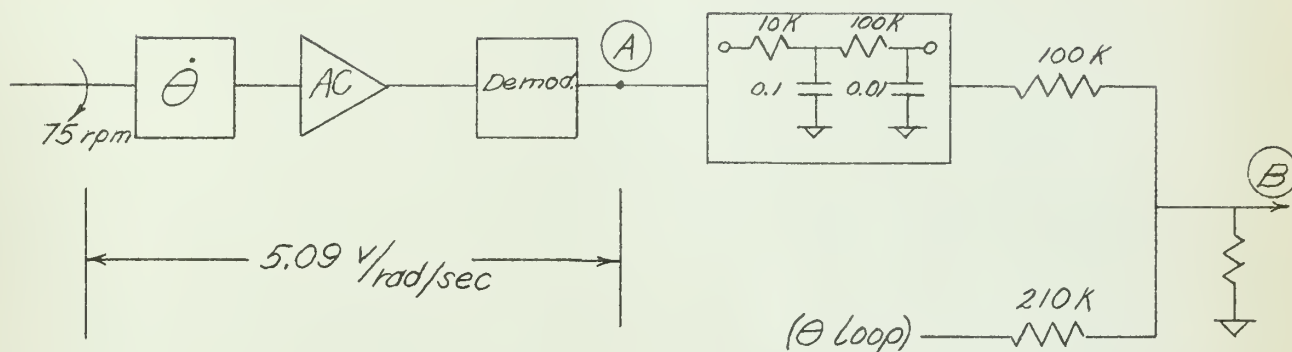 75 rpm
θ̇
AC
Demod.
A
10K
100K
0.1
0.01
100K
B
5.09 v/rad/sec
(θ Loop)
210K